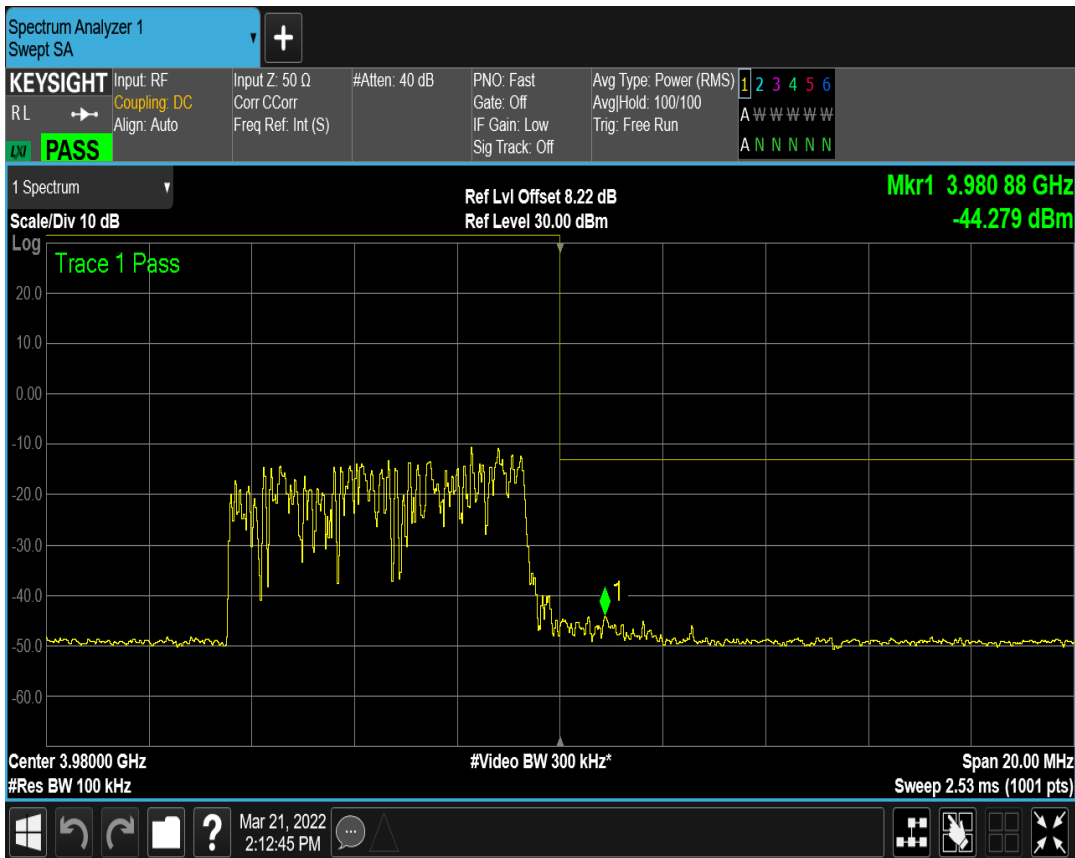 Spectrum Analyzer 1
Swept SA
+
KEYSIGHT
R L
LXI PASS
Input: RF
Coupling: DC
Align: Auto
Input Z: 50 Ω
Corr CCorr
Freq Ref: Int (S)
#Atten: 40 dB
PNO: Fast
Gate: Off
IF Gain: Low
Sig Track: Off
Avg Type: Power (RMS)
Avg|Hold: 100/100
Trig: Free Run
1 2 3 4 5 6
A W W W W W
A N N N N N
1 Spectrum
Scale/Div 10 dB
Ref Lvl Offset 8.22 dB
Ref Level 30.00 dBm
Mkr1 3.980 88 GHz
-44.279 dBm
Log
Trace 1 Pass
20.0
10.0
0.00
-10.0
-20.0
-30.0
-40.0
-50.0
-60.0
1
Center 3.98000 GHz
#Res BW 100 kHz
#Video BW 300 kHz*
Span 20.00 MHz
Sweep 2.53 ms (1001 pts)
?
Mar 21, 2022
2:12:45 PM